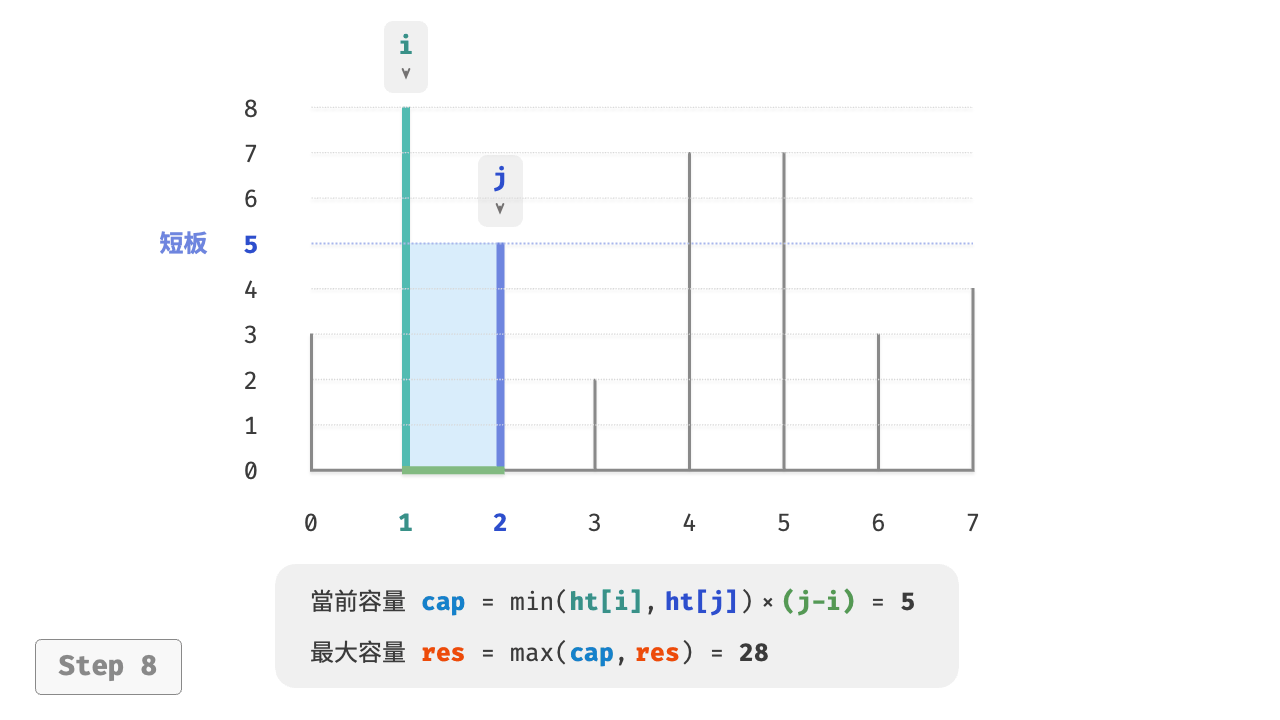 i
8
7
j
6
短板 5
4
3
2
1
0
0 1 2 3 4 5 6 7
當前容量 cap = min(ht[i], ht[j]) × (j-i) = 5
最大容量 res = max(cap, res) = 28
Step 8